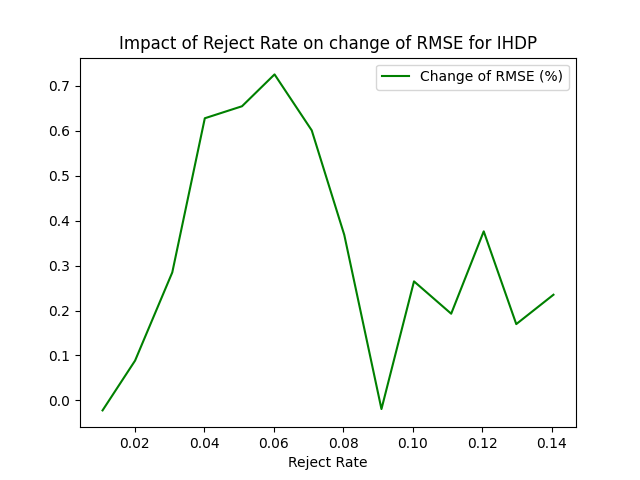 Impact of Reject Rate on change of RMSE for IHDP
Change of RMSE (%)
0.7
0.6
0.5
0.4
0.3
0.2
0.1
0.0
0.02 0.04 0.06 0.08 0.10 0.12 0.14
Reject Rate